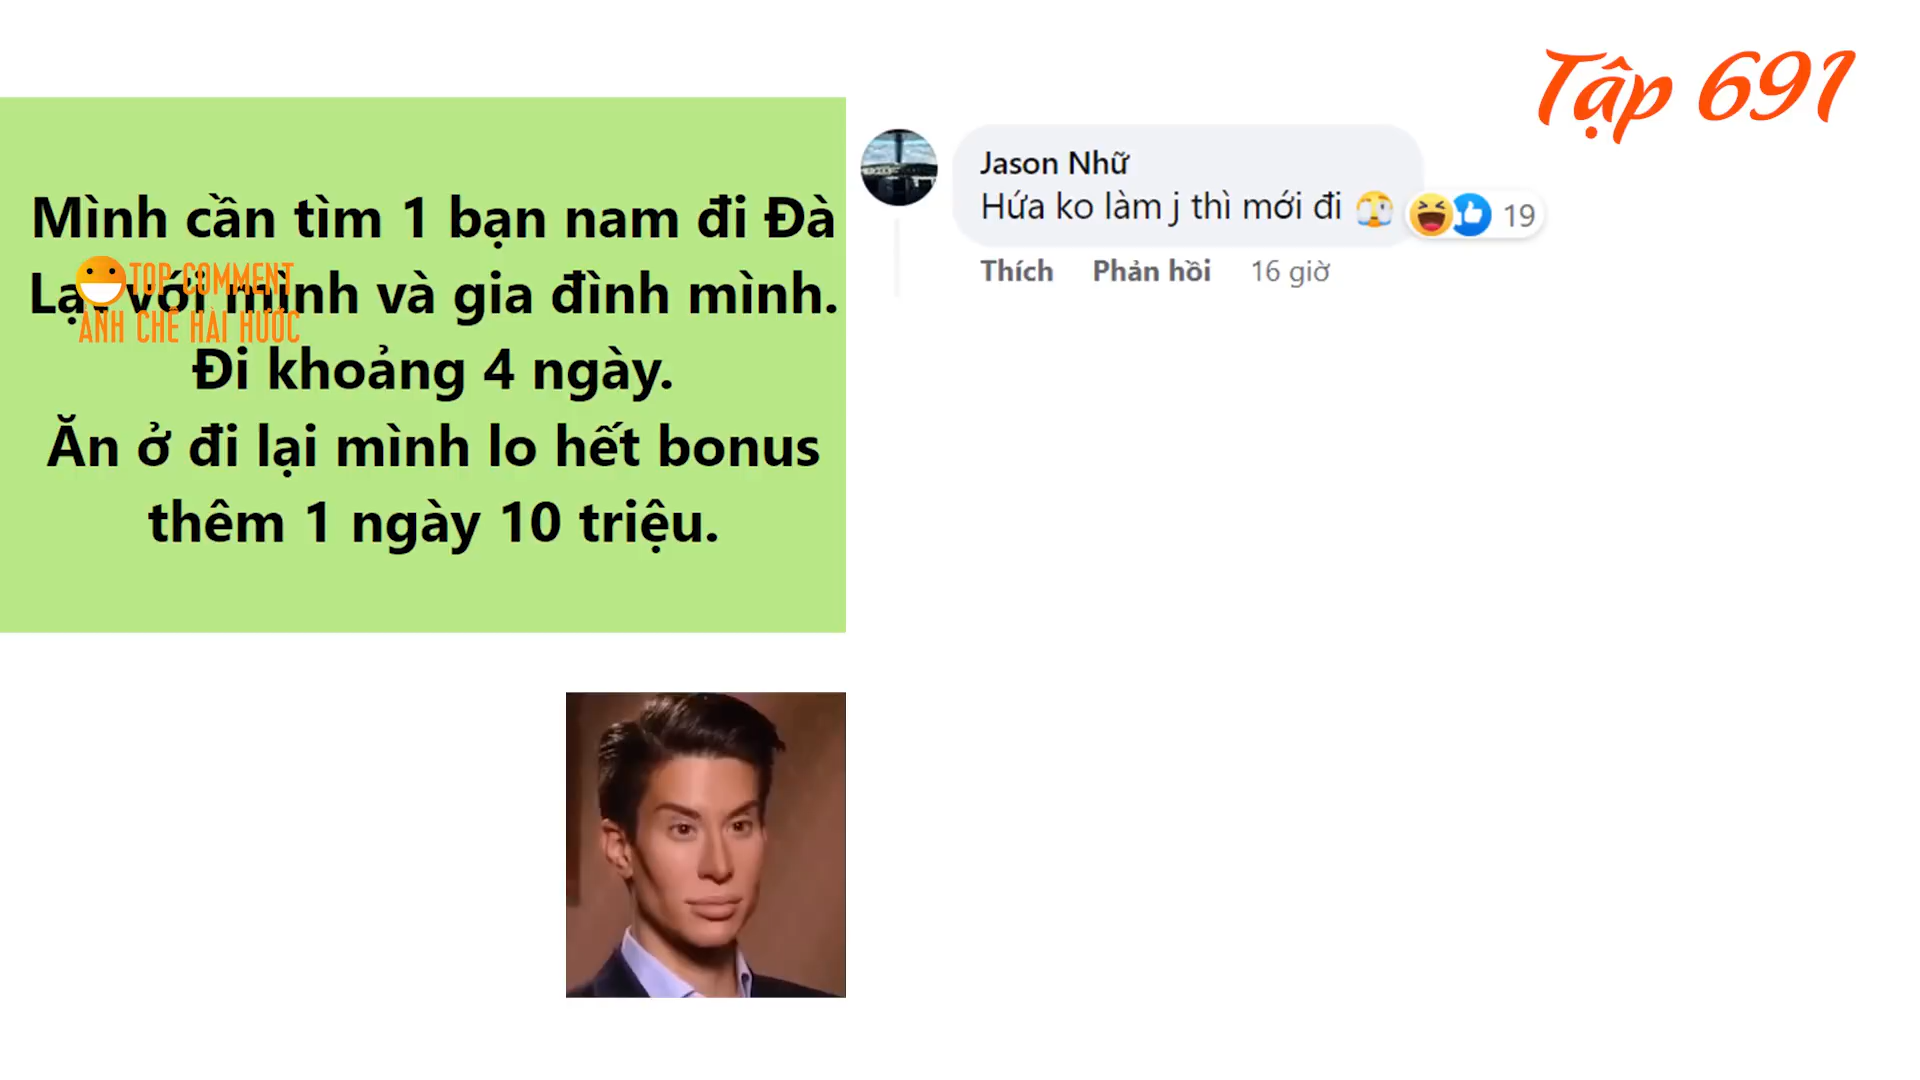 Tập 691
Mình cần tìm 1 bạn nam đi Đà
Lạt với mình và gia đình mình.
Đi khoảng 4 ngày.
Ăn ở đi lại mình lo hết bonus
thêm 1 ngày 10 triệu.
TOP COMMENT
ẢNH CHẾ HÀI HƯỚC
Jason Nhữ
Hứa ko làm j thì mới đi 🫣
19
Thích Phản hồi 16 giờ